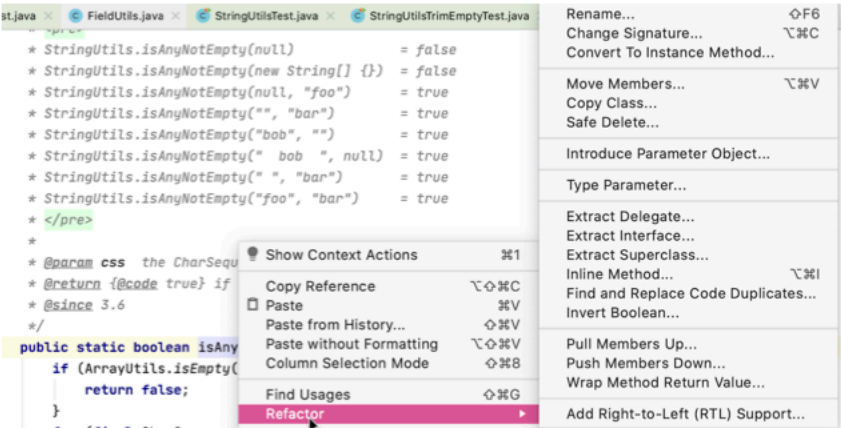 st.java × FieldUtils.java × StringUtilsTest.java × StringUtilsTrimEmptyTest.java
* <pre>
* StringUtils.isAnyNotEmpty(null) = false
* StringUtils.isAnyNotEmpty(new String[] {}) = false
* StringUtils.isAnyNotEmpty(null, "foo") = true
* StringUtils.isAnyNotEmpty("", "bar") = true
* StringUtils.isAnyNotEmpty("bob", "") = true
* StringUtils.isAnyNotEmpty("  bob  ", null) = true
* StringUtils.isAnyNotEmpty(" ", "bar") = true
* StringUtils.isAnyNotEmpty("foo", "bar") = true
* </pre>
*
* @param css the CharSequ
* @return {@code true} if
* @since 3.6
*/
public static boolean isAny
if (ArrayUtils.isEmpty(
return false;
}
Show Context Actions ⌘1
Copy Reference ⌥⇧⌘C
Paste ⌘V
Paste from History... ⇧⌘V
Paste without Formatting ⌥⇧⌘V
Column Selection Mode ⇧⌘8
Find Usages ⇧⌘G
Refactor
Rename... ⇧F6
Change Signature... ⌥⌘C
Convert To Instance Method...
Move Members... ⌥⌘V
Copy Class...
Safe Delete...
Introduce Parameter Object...
Type Parameter...
Extract Delegate...
Extract Interface...
Extract Superclass...
Inline Method... ⌥⌘I
Find and Replace Code Duplicates...
Invert Boolean...
Pull Members Up...
Push Members Down...
Wrap Method Return Value...
Add Right-to-Left (RTL) Support...